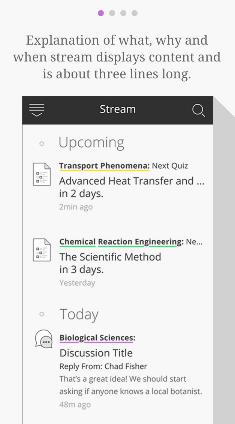 Explanation of what, why and
when stream displays content and
is about three lines long.
Stream
Upcoming
Transport Phenomena: Next Quiz
Advanced Heat Transfer and ...
in 2 days.
2min ago
Chemical Reaction Engineering: Ne...
The Scientific Method
in 3 days.
Yesterday
Today
Biological Sciences:
Discussion Title
Reply From: Chad Fisher
That's a great idea! We should start
asking if anyone knows a local botanist.
48m ago